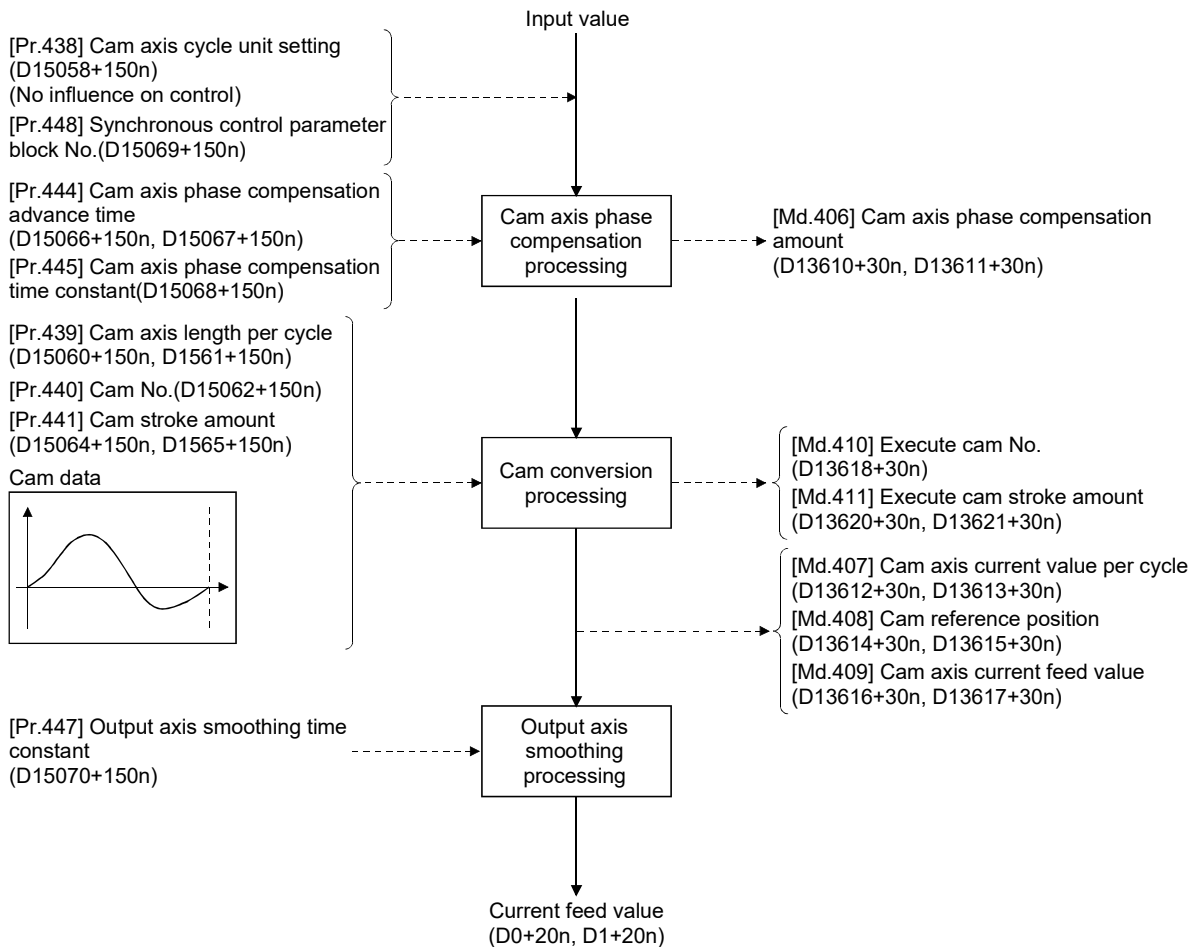 Input value
[Pr.438] Cam axis cycle unit setting
(D15058+150n)
(No influence on control)
[Pr.448] Synchronous control parameter
block No.(D15069+150n)
[Pr.444] Cam axis phase compensation
advance time
(D15066+150n, D15067+150n)
[Pr.445] Cam axis phase compensation
time constant(D15068+150n)
Cam axis phase
compensation
processing
[Md.406] Cam axis phase compensation
amount
(D13610+30n, D13611+30n)
[Pr.439] Cam axis length per cycle
(D15060+150n, D1561+150n)
[Pr.440] Cam No.(D15062+150n)
[Pr.441] Cam stroke amount
(D15064+150n, D1565+150n)
Cam data
Cam conversion
processing
[Md.410] Execute cam No.
(D13618+30n)
[Md.411] Execute cam stroke amount
(D13620+30n, D13621+30n)
[Md.407] Cam axis current value per cycle
(D13612+30n, D13613+30n)
[Md.408] Cam reference position
(D13614+30n, D13615+30n)
[Md.409] Cam axis current feed value
(D13616+30n, D13617+30n)
[Pr.447] Output axis smoothing time
constant
(D15070+150n)
Output axis
smoothing
processing
Current feed value
(D0+20n, D1+20n)